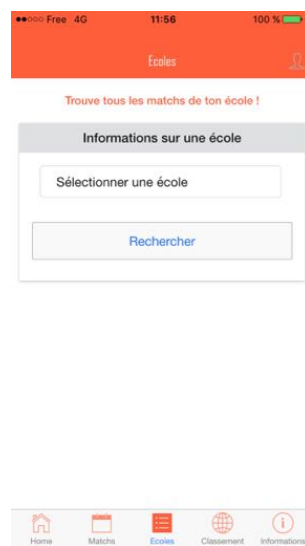 Free 4G 11:56 100 %
Ecoles
Trouve tous les matchs de ton école !
Informations sur une école
Sélectionner une école
Rechercher
Home Matchs Ecoles Classement Informations